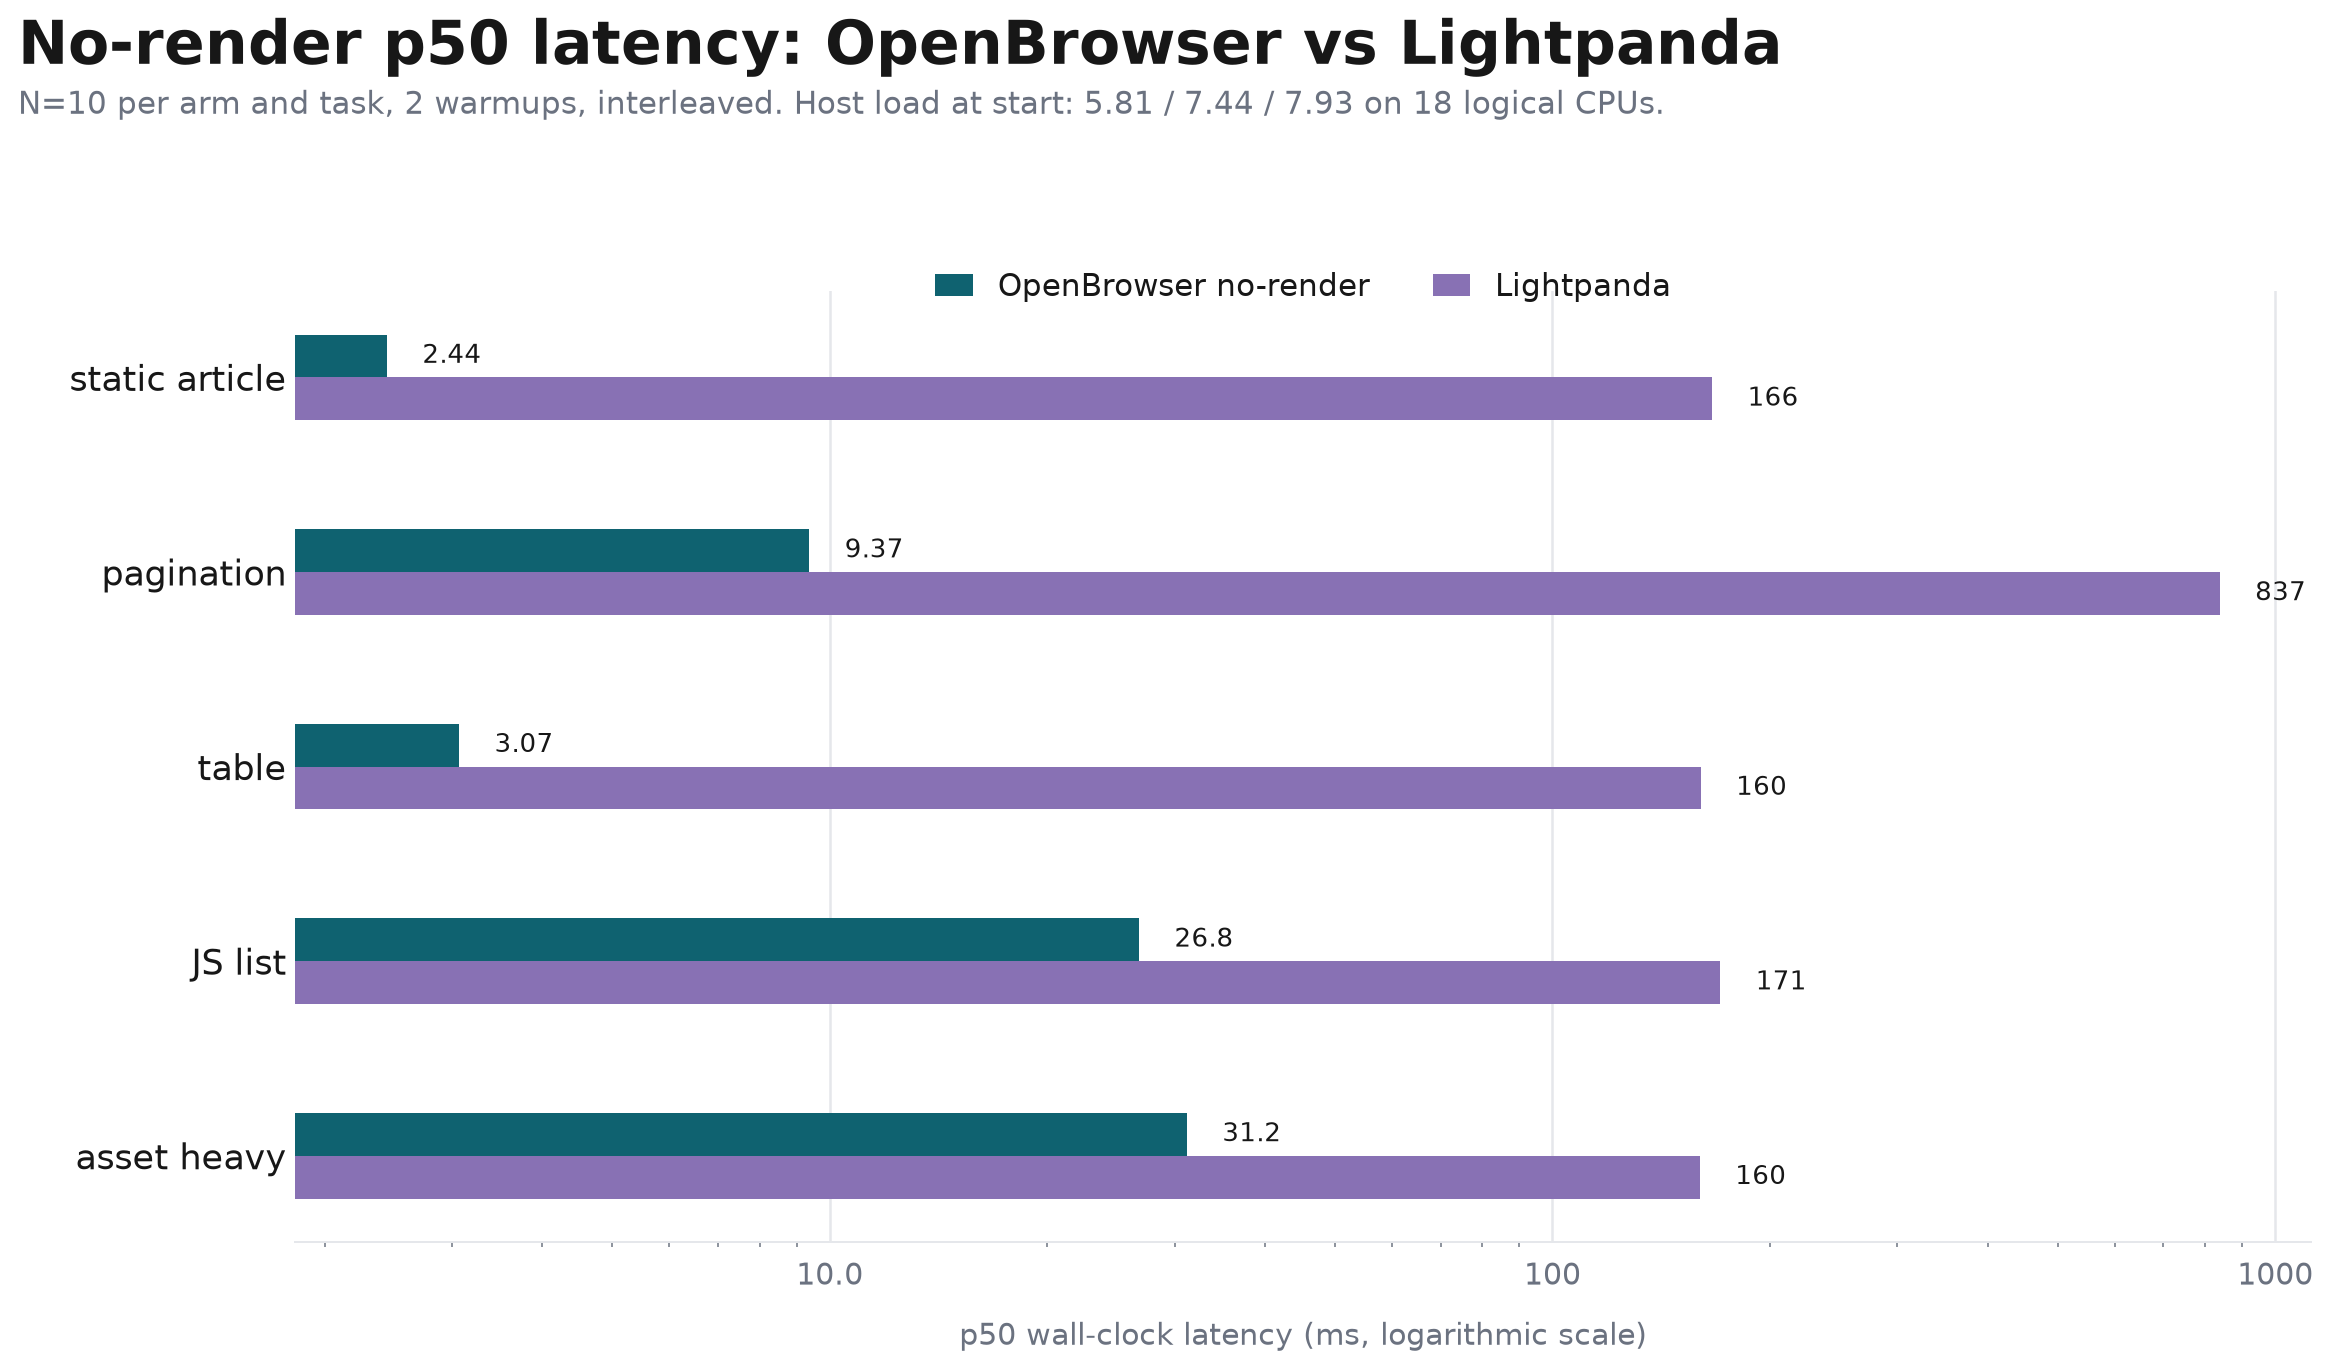 No-render p50 latency: OpenBrowser vs Lightpanda
N=10 per arm and task, 2 warmups, interleaved. Host load at start: 5.81 / 7.44 / 7.93 on 18 logical CPUs.
OpenBrowser no-render Lightpanda
2.44
static article
166
9.37
pagination
837
3.07
table
160
26.8
JS list
171
31.2
asset heavy
160
10.0 100 1000
p50 wall-clock latency (ms, logarithmic scale)